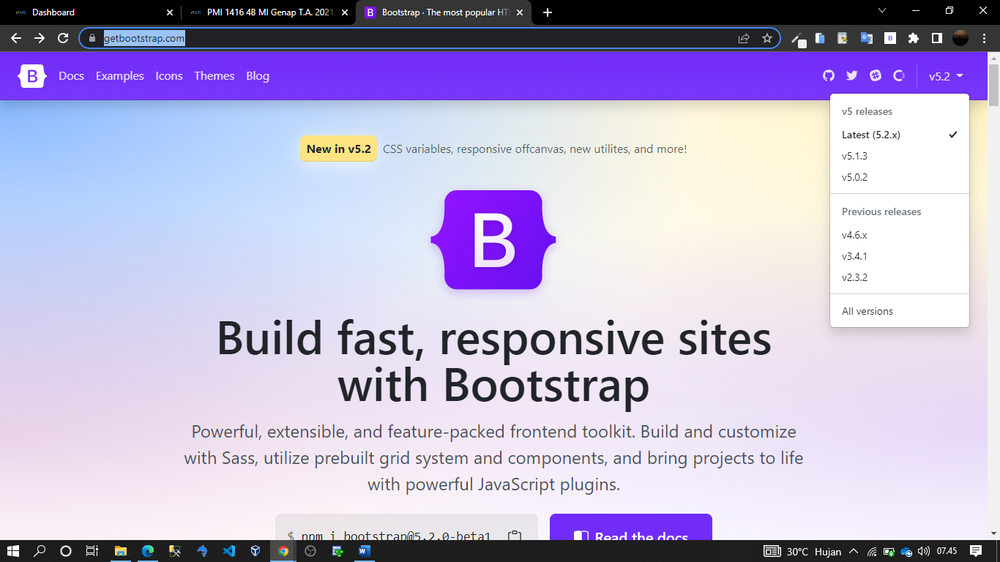 Dashboard
PMI 1416 4B MI Genap T.A. 2021,
Bootstrap · The most popular HT
getbootstrap.com
B
Docs Examples Icons Themes Blog
v5.2
v5 releases
Latest (5.2.x)
v5.1.3
v5.0.2
Previous releases
v4.6.x
v3.4.1
v2.3.2
All versions
New in v5.2 CSS variables, responsive offcanvas, new utilites, and more!
B
Build fast, responsive sites
with Bootstrap
Powerful, extensible, and feature-packed frontend toolkit. Build and customize
with Sass, utilize prebuilt grid system and components, and bring projects to life
with powerful JavaScript plugins.
$ npm i bootstrap@5.2.0-beta1
Read the docs
30°C Hujan
07.45